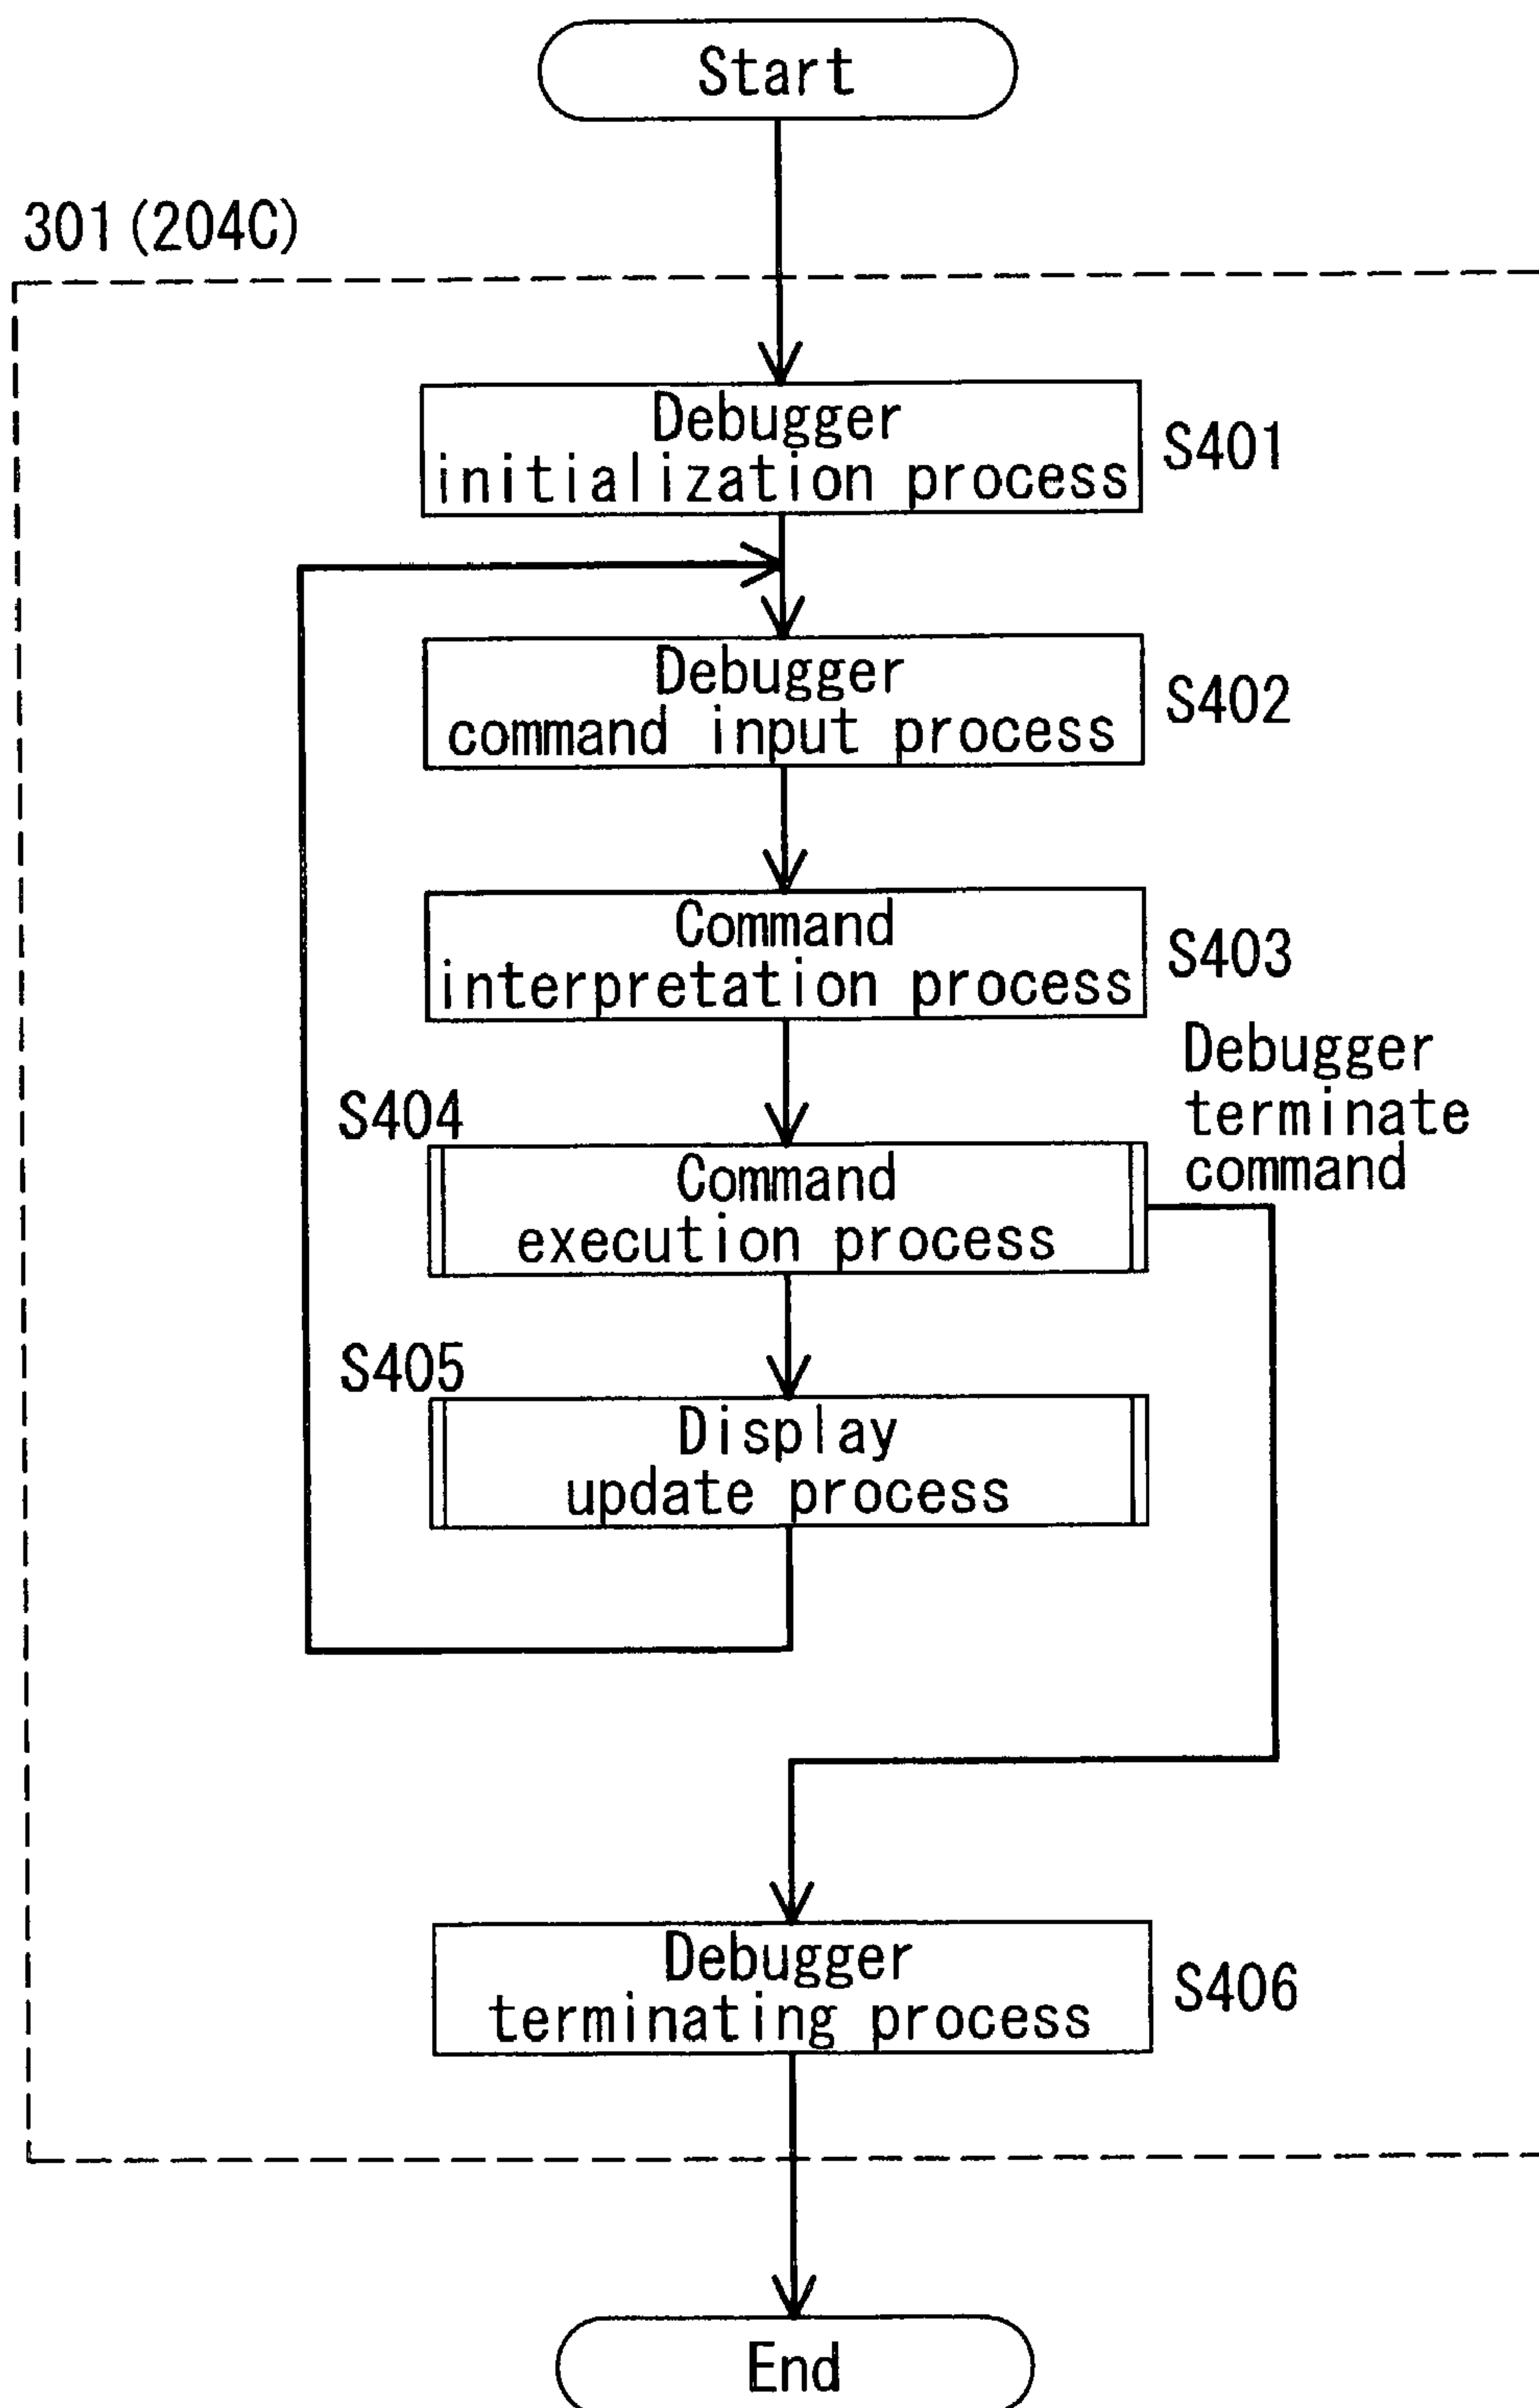 Start
301(204C)
Debugger
initialization process
S401
Debugger
command input process
S402
Command
interpretation process
S403
Debugger
terminate
command
S404
Command
execution process
S405
Display
update process
Debugger
terminating process
S406
End